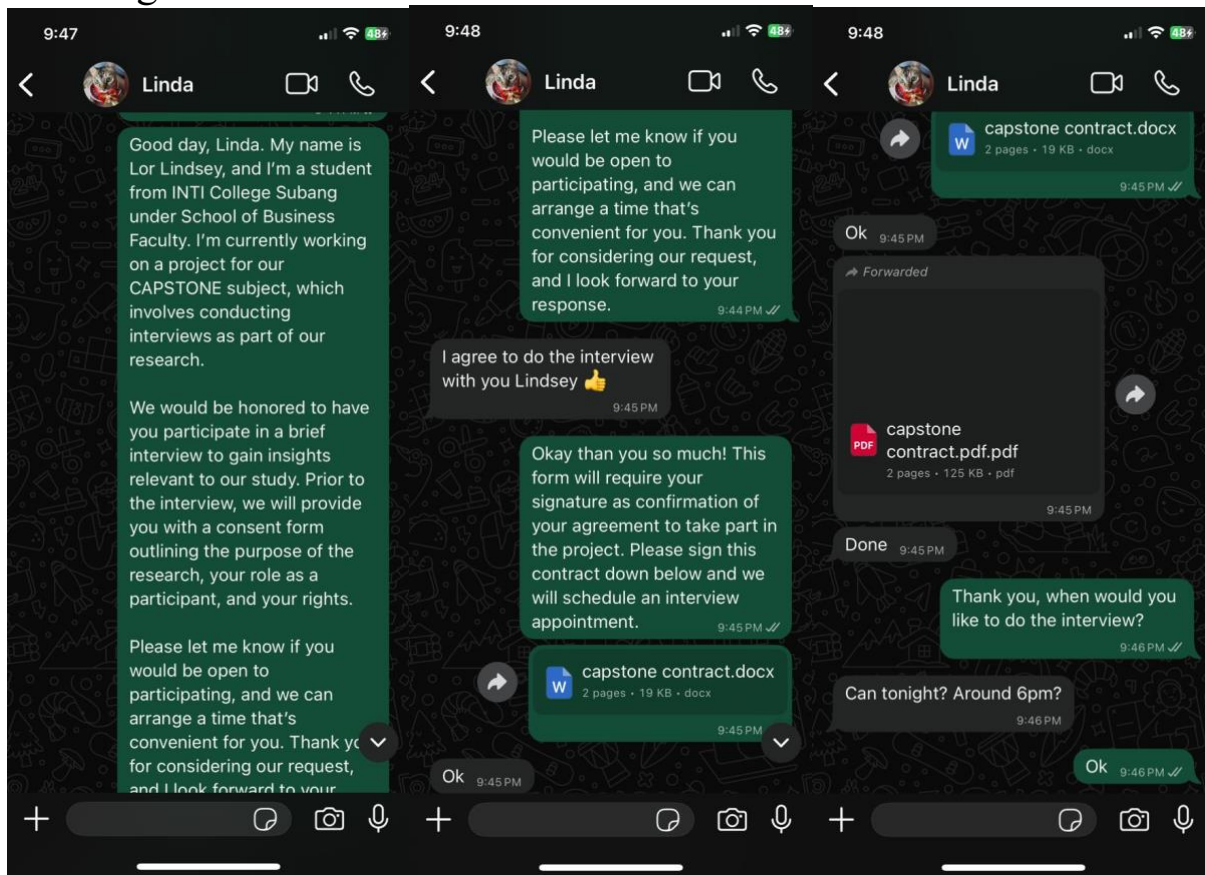 9:47
48
Linda
Good day, Linda. My name is
Lor Lindsey, and I'm a student
from INTI College Subang
under School of Business
Faculty. I'm currently working
on a project for our
CAPSTONE subject, which
involves conducting
interviews as part of our
research.
We would be honored to have
you participate in a brief
interview to gain insights
relevant to our study. Prior to
the interview, we will provide
you with a consent form
outlining the purpose of the
research, your role as a
participant, and your rights.
Please let me know if you
would be open to
participating, and we can
arrange a time that's
convenient for you. Thank
for considering our request,
and I look forward to your
9:48
48
Linda
Please let me know if you
would be open to
participating, and we can
arrange a time that's
convenient for you. Thank you
for considering our request,
and I look forward to your
response.
9:44 PM
I agree to do the interview
with you Lindsey 👍
9:45 PM
Okay than you so much! This
form will require your
signature as confirmation of
your agreement to take part in
the project. Please sign this
contract down below and we
will schedule an interview
appointment.
9:45 PM
W
capstone contract.docx
2 pages • 19 KB • docx
9:45 PM
Ok 9:45 PM
9:48
48
Linda
W
capstone contract.docx
2 pages • 19 KB • docx
9:45 PM
Ok 9:45 PM
Forwarded
PDF
capstone
contract.pdf.pdf
2 pages • 125 KB • pdf
9:45 PM
Done 9:45 PM
Thank you, when would you
like to do the interview?
9:46 PM
Can tonight? Around 6pm?
9:46 PM
Ok 9:46 PM